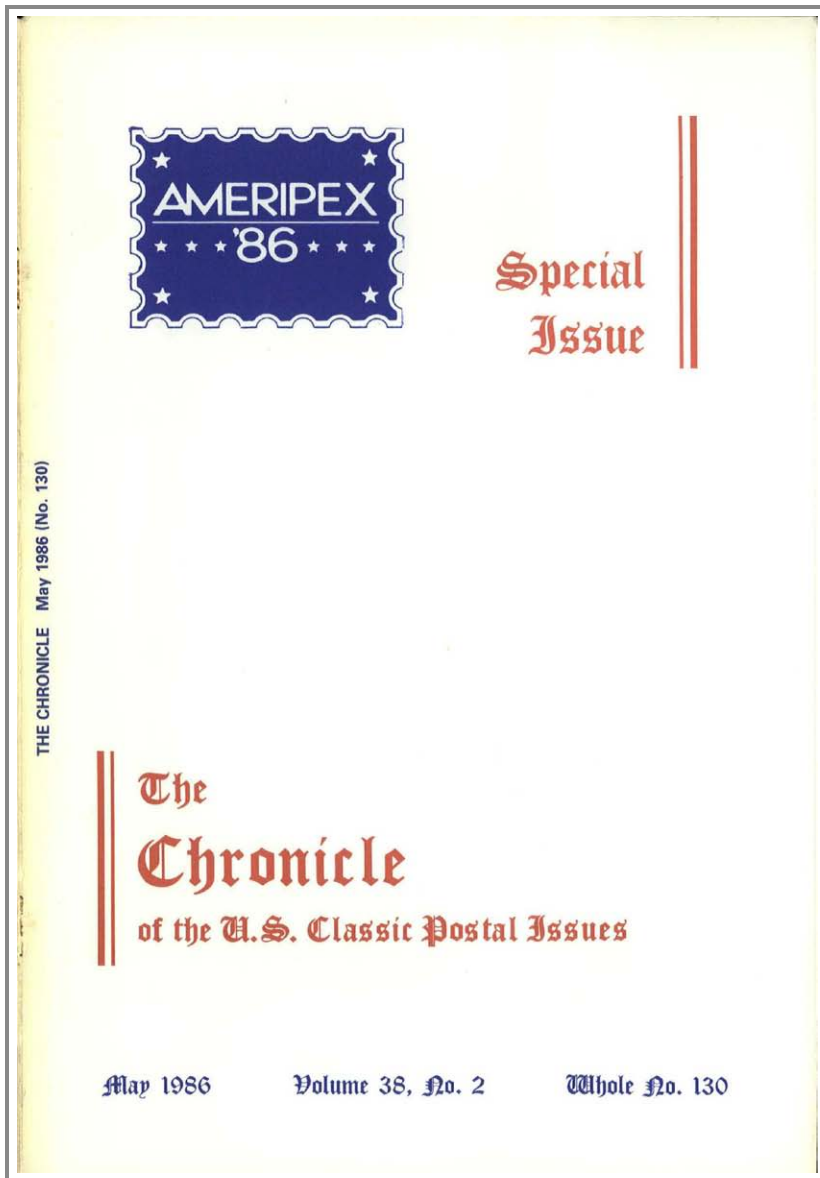 AMERIPEX
'86
Special
Issue
THE CHRONICLE May 1986 (No. 130)
The
Chronicle
of the U.S. Classic Postal Issues
May 1986 Volume 38, No. 2 Whole No. 130